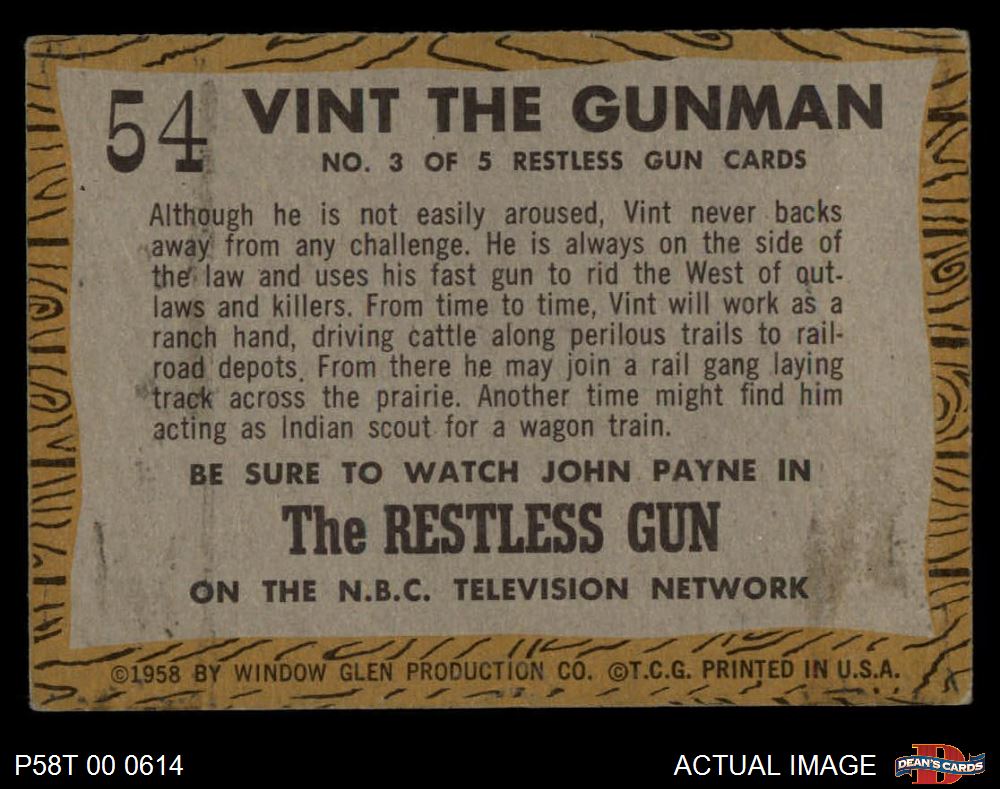 54 VINT THE GUNMAN
NO. 3 OF 5 RESTLESS GUN CARDS
Although he is not easily aroused, Vint never backs
away from any challenge. He is always on the side of
the law and uses his fast gun to rid the West of out-
laws and killers. From time to time, Vint will work as a
ranch hand, driving cattle along perilous trails to rail-
road depots. From there he may join a rail gang laying
track across the prairie. Another time might find him
acting as Indian scout for a wagon train.
BE SURE TO WATCH JOHN PAYNE IN
The RESTLESS GUN
ON THE N.B.C. TELEVISION NETWORK
©1958 BY WINDOW GLEN PRODUCTION CO. ©T.C.G. PRINTED IN U.S.A.
P58T 00 0614
ACTUAL IMAGE
D
DEAN'S CARDS